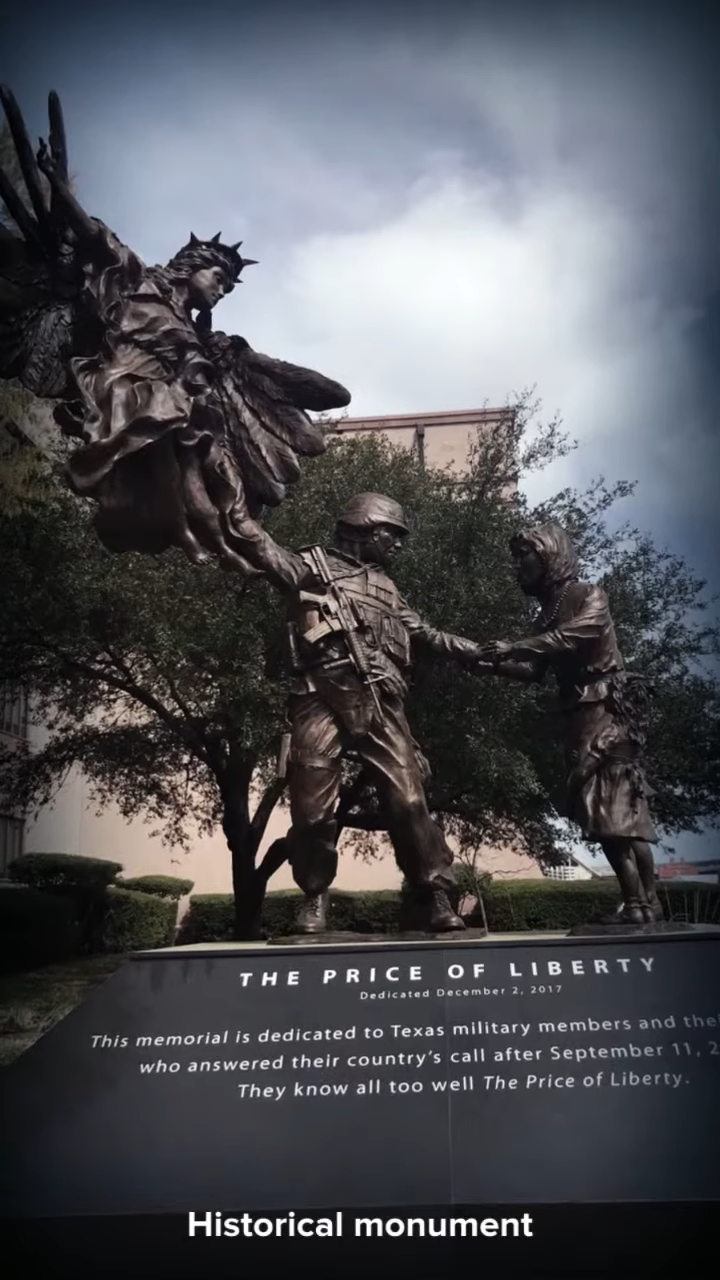 THE PRICE OF LIBERTY
Dedicated December 2, 2017
This memorial is dedicated to Texas military members and
who answered their country's call after September 11,
They know all too well The Price of Liberty.
Historical monument